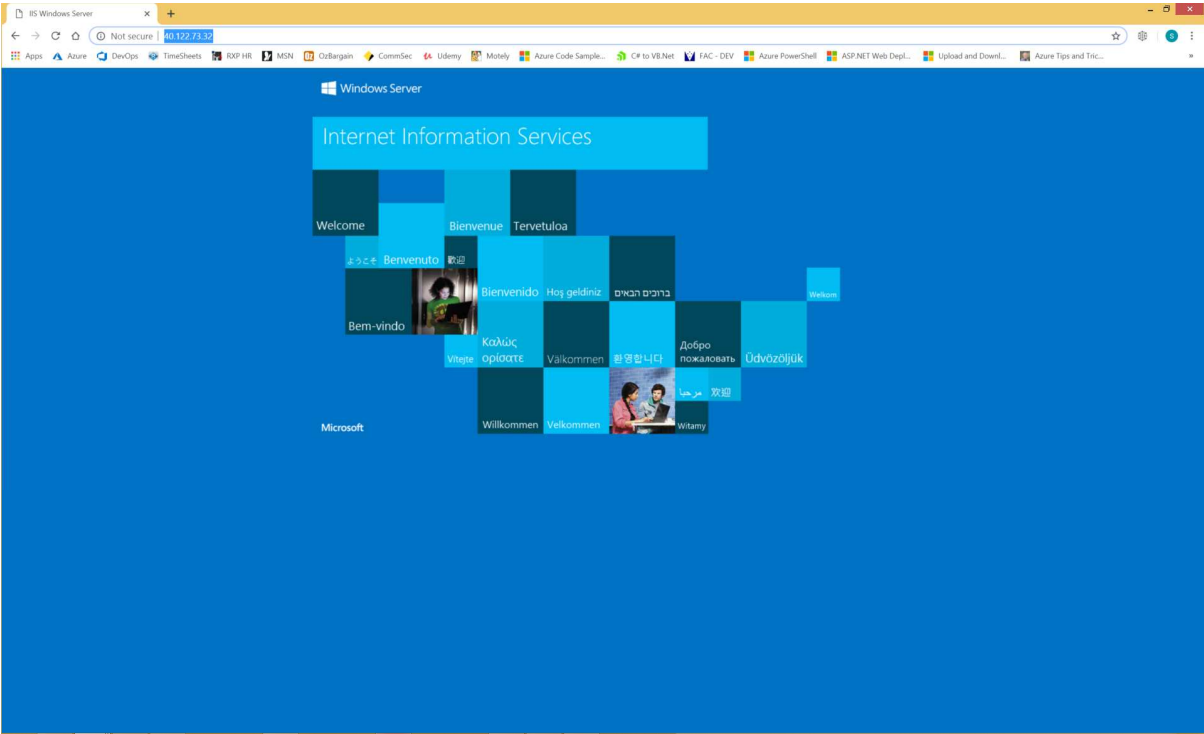 IIS Windows Server
Not secure | 40.122.73.32
Apps Azure DevOps TimeSheets RXP HR MSN OzBargain CommSec Udemy Motely Azure Code Sample... C# to VB.Net FAC - DEV Azure PowerShell ASP.NET Web Depl... Upload and Downl... Azure Tips and Tric... »
Windows Server
Internet Information Services
Welcome
Bienvenue
Tervetuloa
ようこそ
Benvenuto
歡迎
Bienvenido
Hoş geldiniz
ברוכים הבאים
Welkom
Bem-vindo
Vítejte
Καλώς
ορίσατε
Välkommen
환영합니다
Добро
пожаловать
Üdvözöljük
مرحبا
欢迎
Microsoft
Willkommen
Velkommen
Witamy